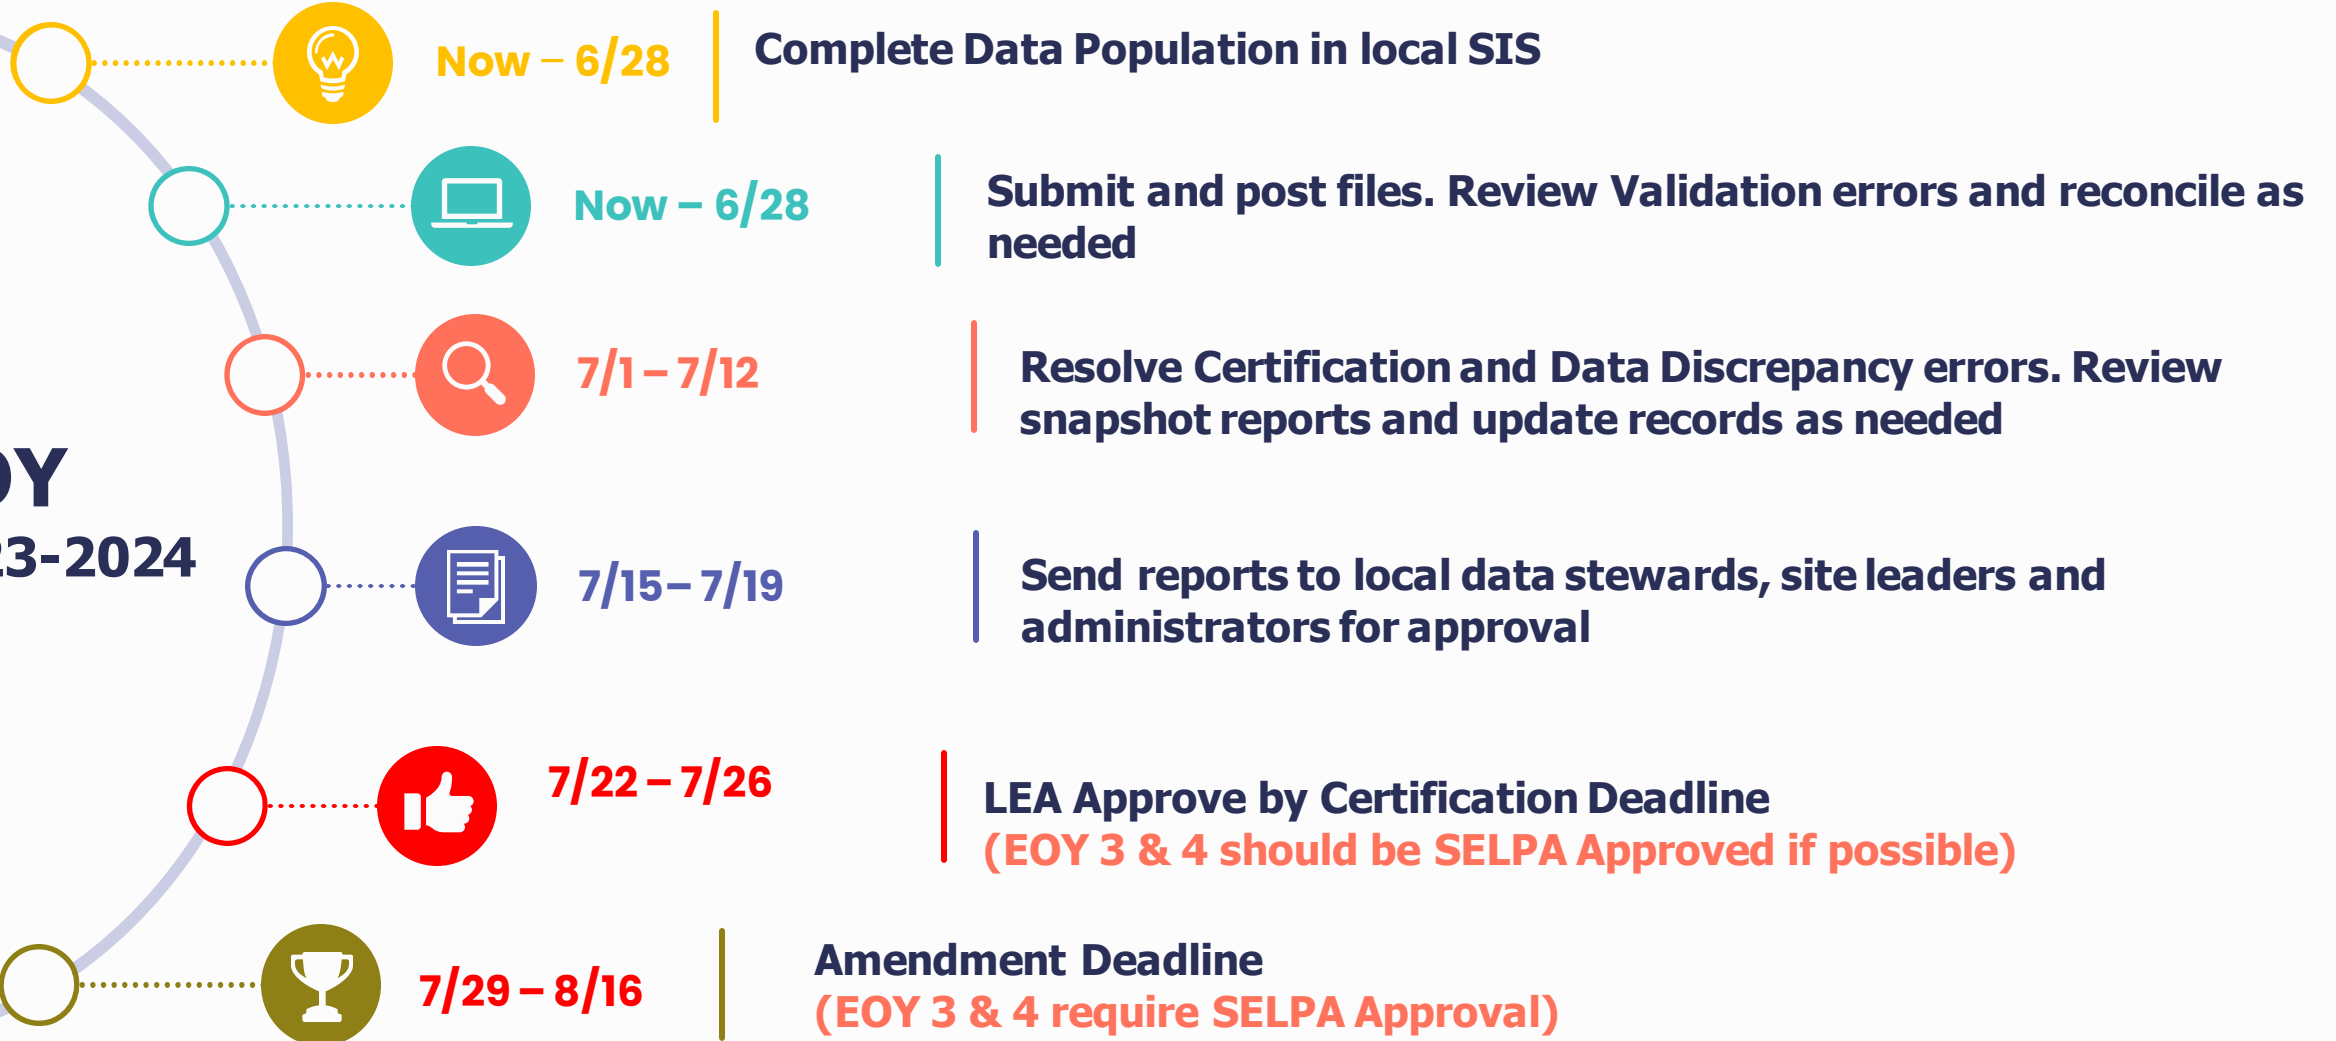 Now – 6/28
Complete Data Population in local SIS
Now – 6/28
Submit and post files. Review Validation errors and reconcile as
needed
7/1 – 7/12
Resolve Certification and Data Discrepancy errors. Review
snapshot reports and update records as needed
OY
23-2024
7/15 – 7/19
Send reports to local data stewards, site leaders and
administrators for approval
7/22 – 7/26
LEA Approve by Certification Deadline
(EOY 3 & 4 should be SELPA Approved if possible)
7/29 – 8/16
Amendment Deadline
(EOY 3 & 4 require SELPA Approval)